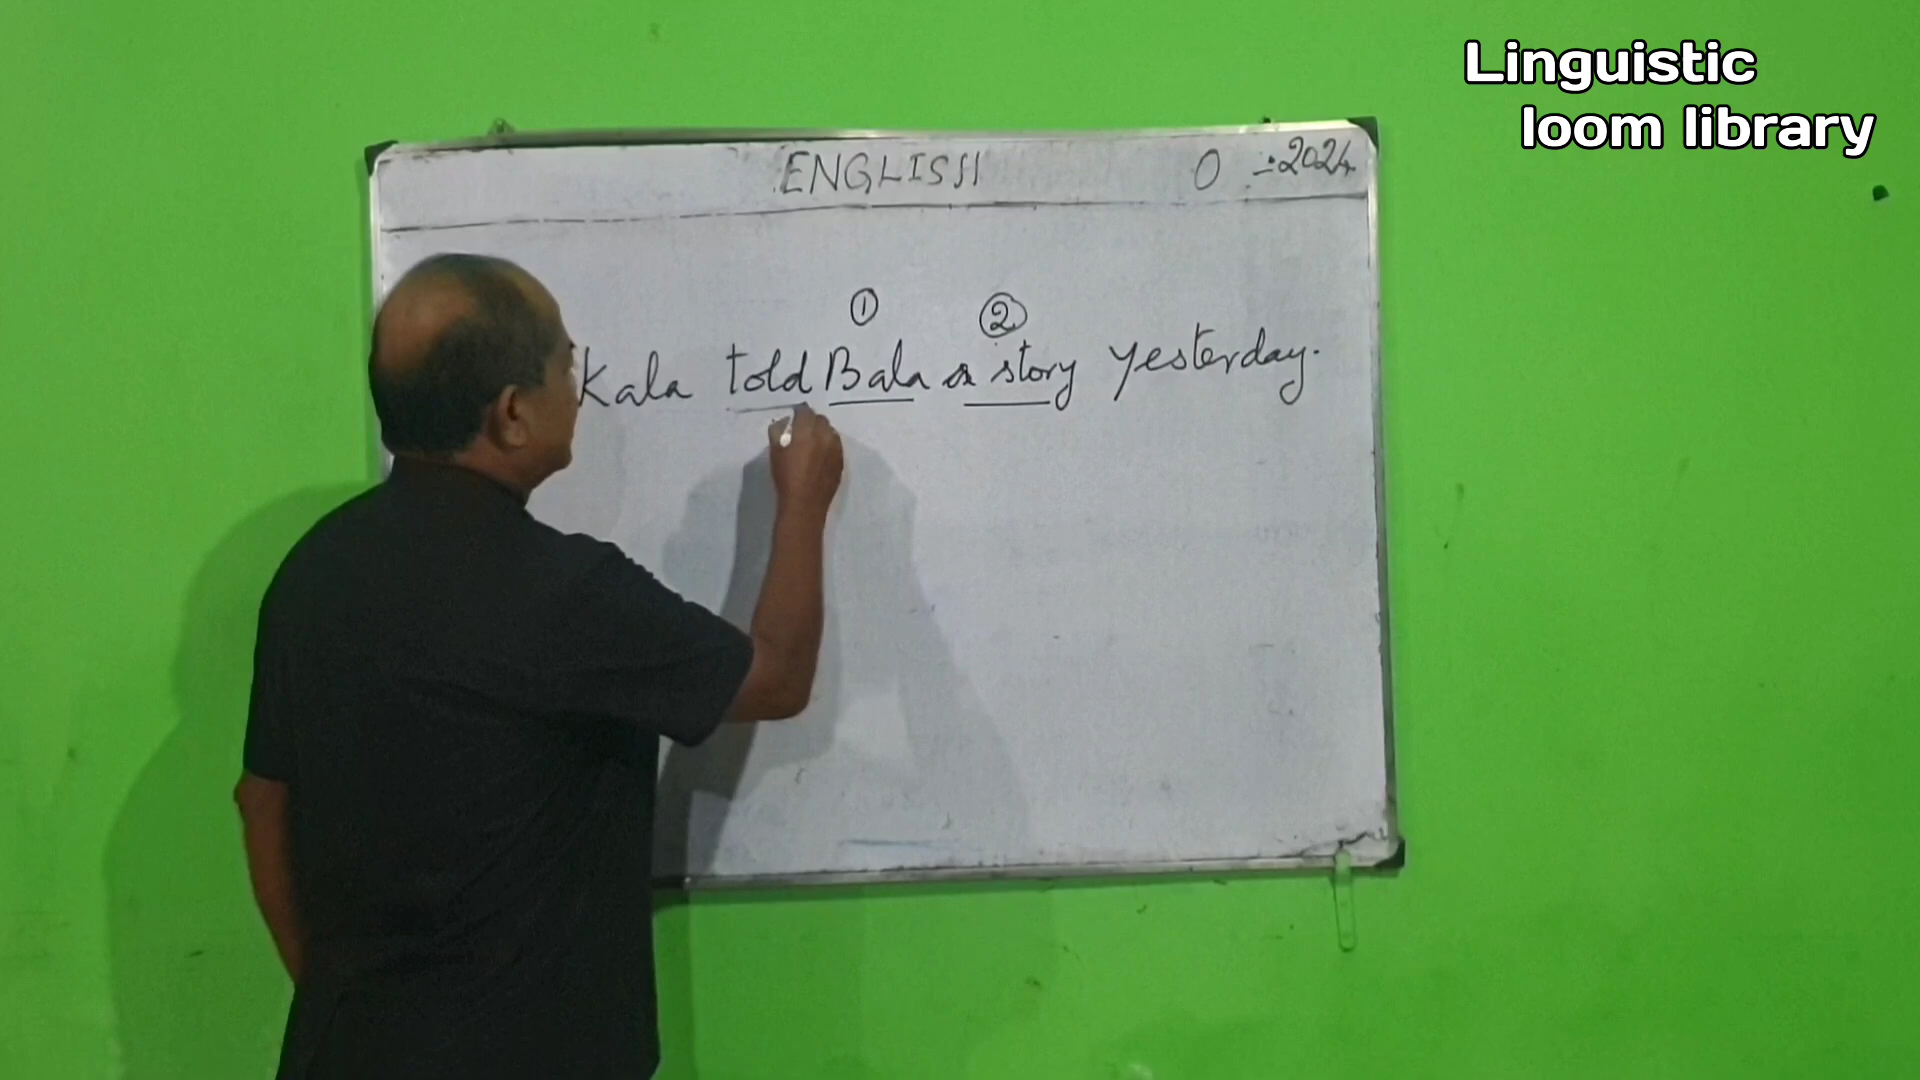 Linguistic
loom library
ENGLISH
2024
① ②
Kala told Bala a story yesterday.